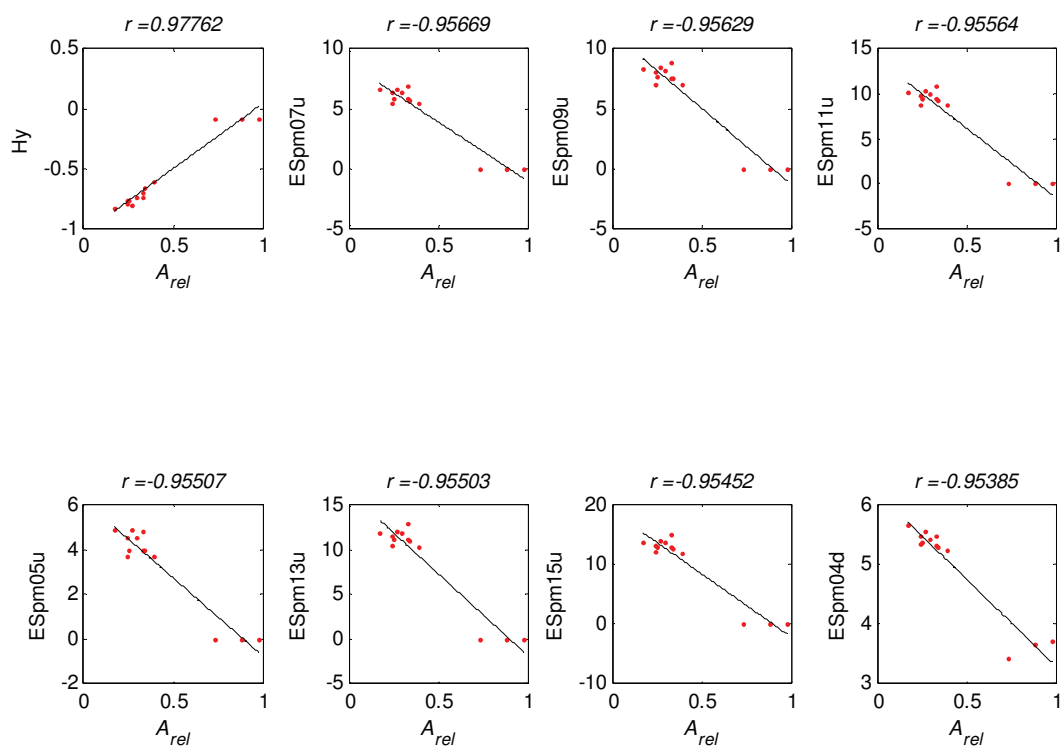 r =0.97762
0.5
0
-0.5
-1
Hy
0 0.5 1
A_rel
r =-0.95669
10
5
0
-5
ESpm07u
0 0.5 1
A_rel
r =-0.95629
10
5
0
-5
ESpm09u
0 0.5 1
A_rel
r =-0.95564
15
10
5
0
-5
ESpm11u
0 0.5 1
A_rel
r =-0.95507
6
4
2
0
-2
ESpm05u
0 0.5 1
A_rel
r =-0.95503
15
10
5
0
-5
ESpm13u
0 0.5 1
A_rel
r =-0.95452
20
10
0
-10
ESpm15u
0 0.5 1
A_rel
r =-0.95385
6
5
4
3
ESpm04d
0 0.5 1
A_rel